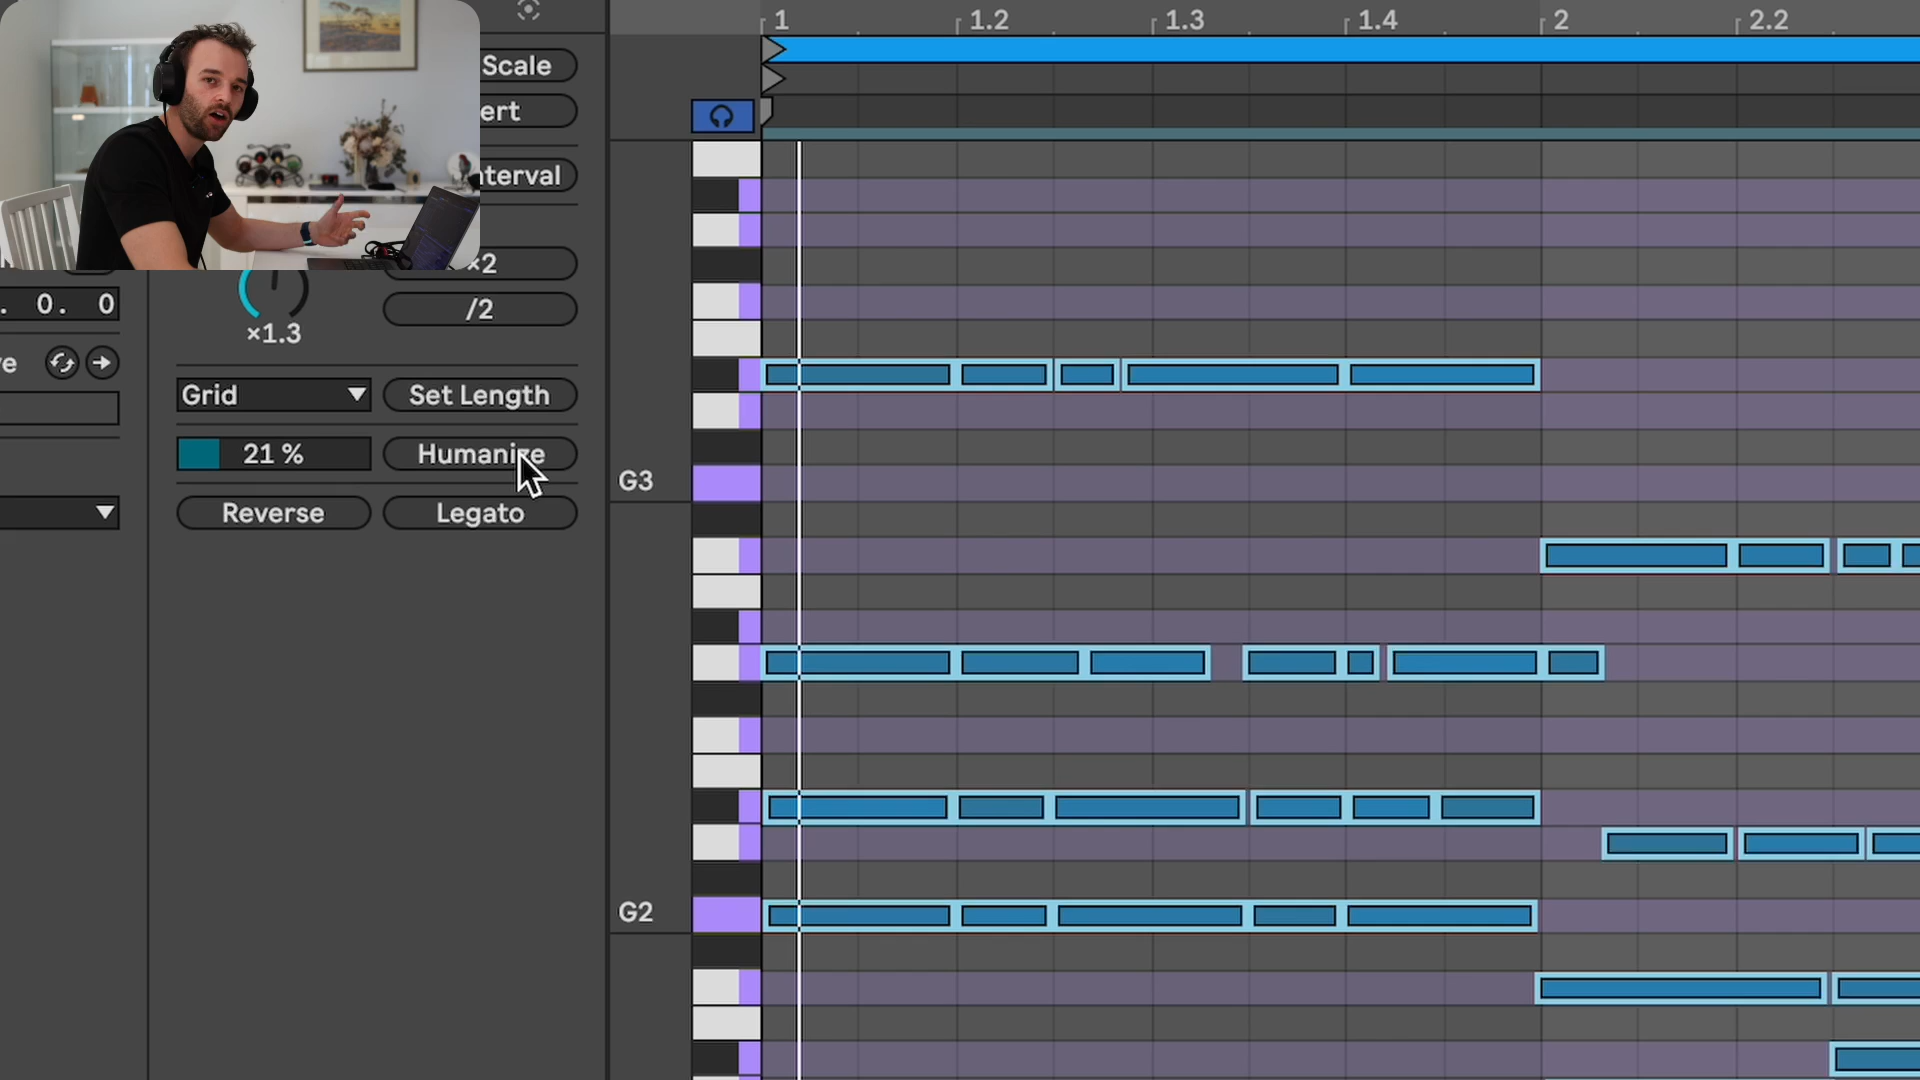 1 1.2 1.3 1.4 2 2.2
Scale
ert
terval
×2
. 0. 0 /2
×1.3
e
Grid Set Length
21 % Humanize
G3
Reverse Legato
G2